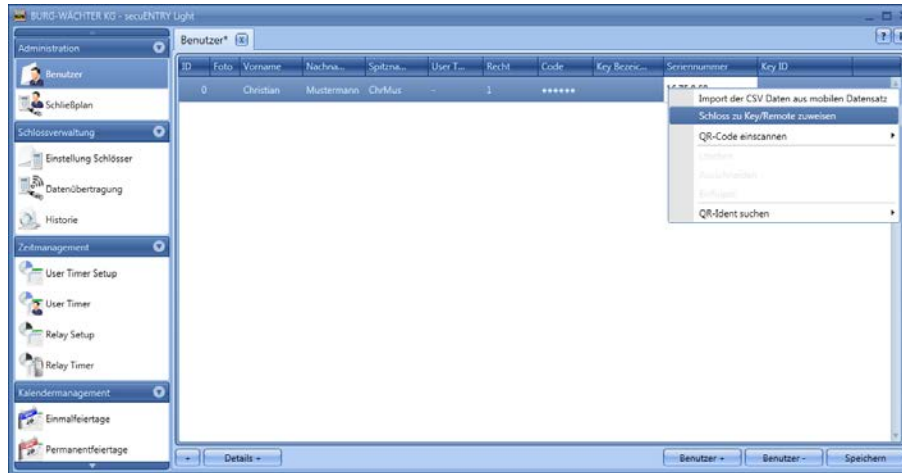 BURG-WÄCHTER KG - secuENTRY Light
Administration
Benutzer
Schließplan
Schlossverwaltung
Einstellung Schlösser
Datenübertragung
Historie
Zeitmanagement
User Timer Setup
User Timer
Relay Setup
Relay Timer
Kalendermanagement
Einmalfeiertage
Permanentfeiertage
Benutzer*
ID Foto Vorname Nachna... Spitzna... User T... Recht Code Key Bezeic... Seriennummer Key ID
0 Christian Mustermann ChrMus - 1 ******
Import der CSV Daten aus mobilen Datensatz
Schloss zu Key/Remote zuweisen
QR-Code einscannen
Einfügen
QR-Ident suchen
+ Details + Benutzer + Benutzer - Speichern